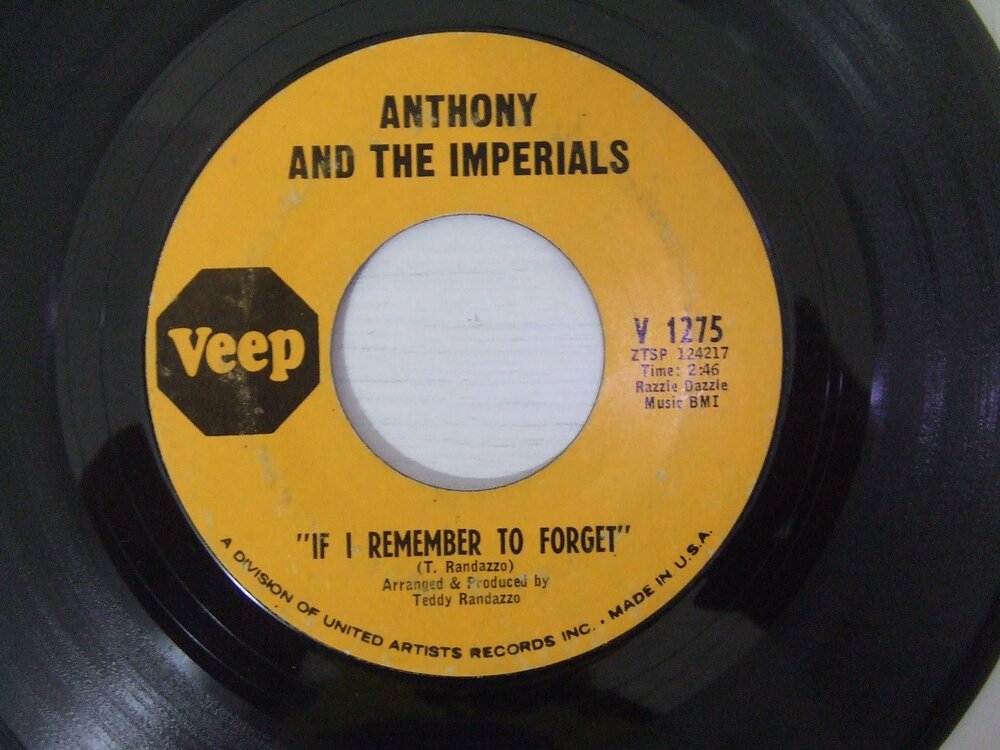 ANTHONY
AND THE IMPERIALS
Veep
V 1275
ZTSP 124217
Time: 2:46
Razzle Dazzle
Music BMI
"IF I REMEMBER TO FORGET"
(T. Randazzo)
Arranged & Produced by
Teddy Randazzo
A DIVISION OF UNITED ARTISTS RECORDS INC. • MADE IN U.S.A.